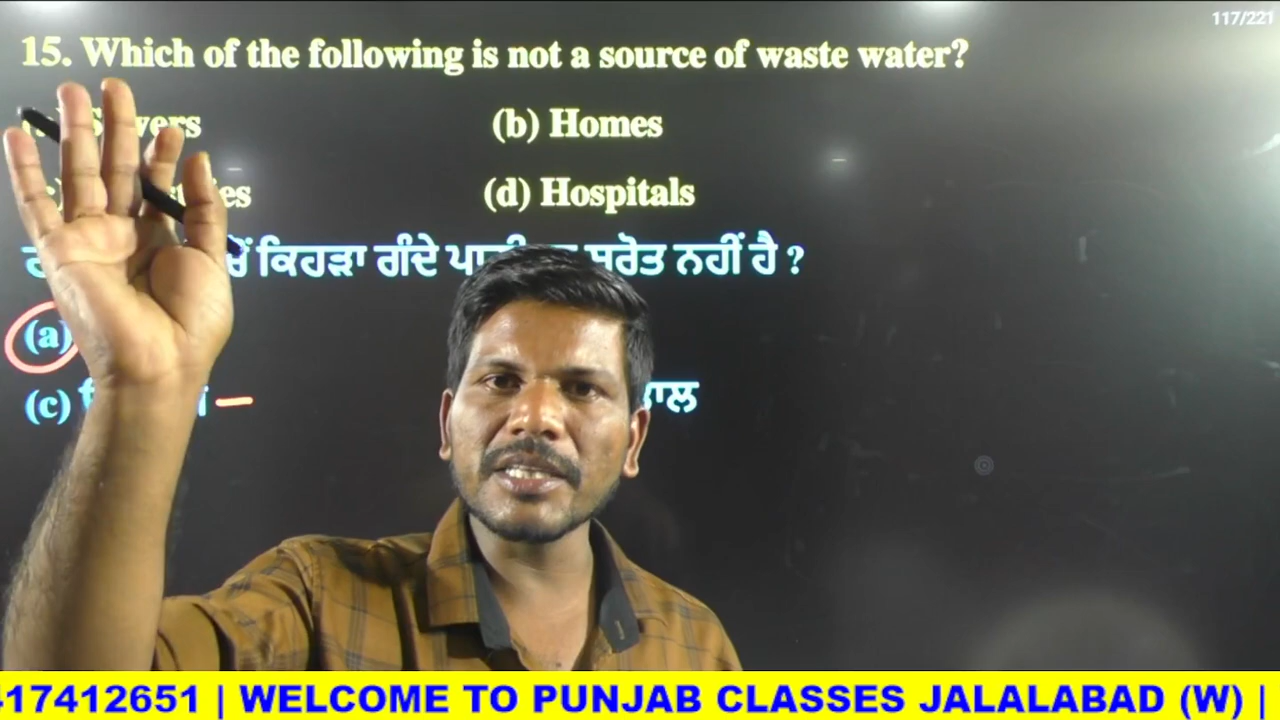 117/221
15. Which of the following is not a source of waste water?
(b) Homes
(d) Hospitals
ਕਿਹੜਾ ਗੰਦੇ ਸਰੋਤ ਨਹੀਂ ਹੈ ?
(a)
(c)
417412651 | WELCOME TO PUNJAB CLASSES JALALABAD (W) |